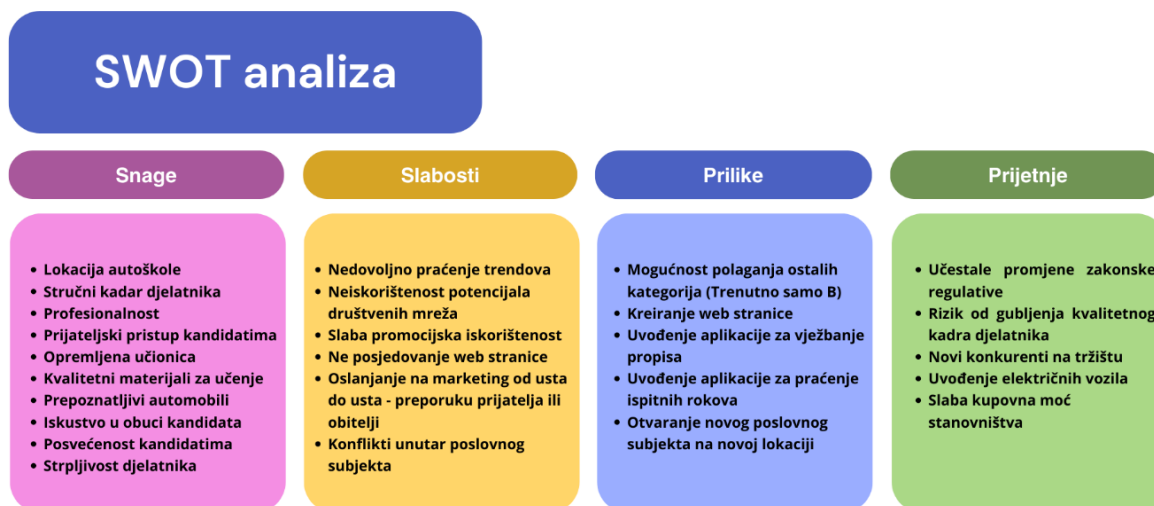 SWOT analiza
Snage
• Lokacija autoškole
• Stručni kadar djelatnika
• Profesionalnost
• Prijateljski pristup kandidatima
• Opremljena učionica
• Kvalitetni materijali za učenje
• Prepoznatljivi automobili
• Iskustvo u obuci kandidata
• Posvećenost kandidatima
• Strpljivost djelatnika
Slabosti
• Nedovoljno praćenje trendova
• Neiskorištenost potencijala
društvenih mreža
• Slaba promocijska iskorištenost
• Ne posjedovanje web stranice
• Oslanjanje na marketing od usta
do usta - preporuku prijatelja ili
obitelji
• Konflikti unutar poslovnog
subjekta
Prilike
• Mogućnost polaganja ostalih
kategorija (Trenutno samo B)
• Kreiranje web stranice
• Uvođenje aplikacije za vježbanje
propisa
• Uvođenje aplikacije za praćenje
ispitnih rokova
• Otvaranje novog poslovnog
subjekta na novoj lokaciji
Prijetnje
• Učestale promjene zakonske
regulative
• Rizik od gubljenja kvalitetnog
kadra djelatnika
• Novi konkurenti na tržištu
• Uvođenje električnih vozila
• Slaba kupovna moć
stanovništva